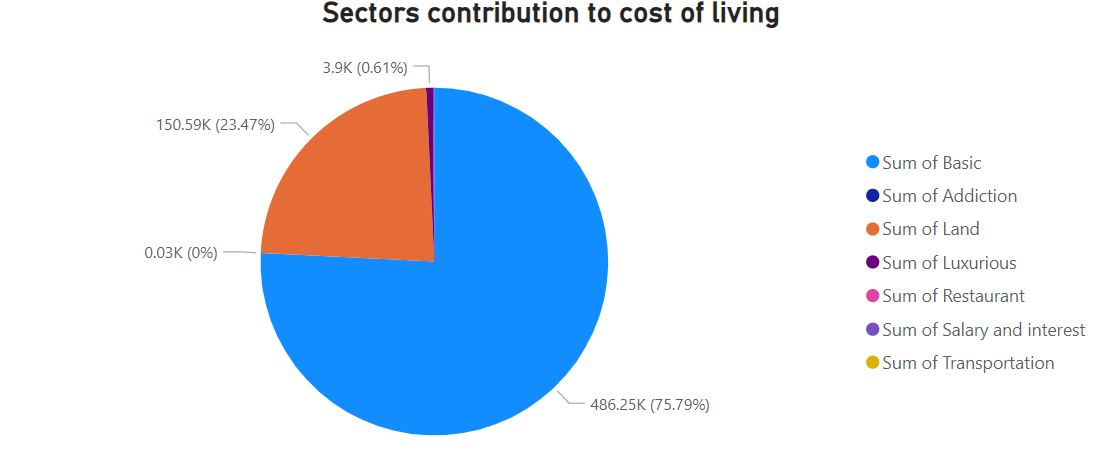 Sectors contribution to cost of living
3.9K (0.61%)
150.59K (23.47%)
0.03K (0%)
486.25K (75.79%)
Sum of Basic
Sum of Addiction
Sum of Land
Sum of Luxurious
Sum of Restaurant
Sum of Salary and interest
Sum of Transportation